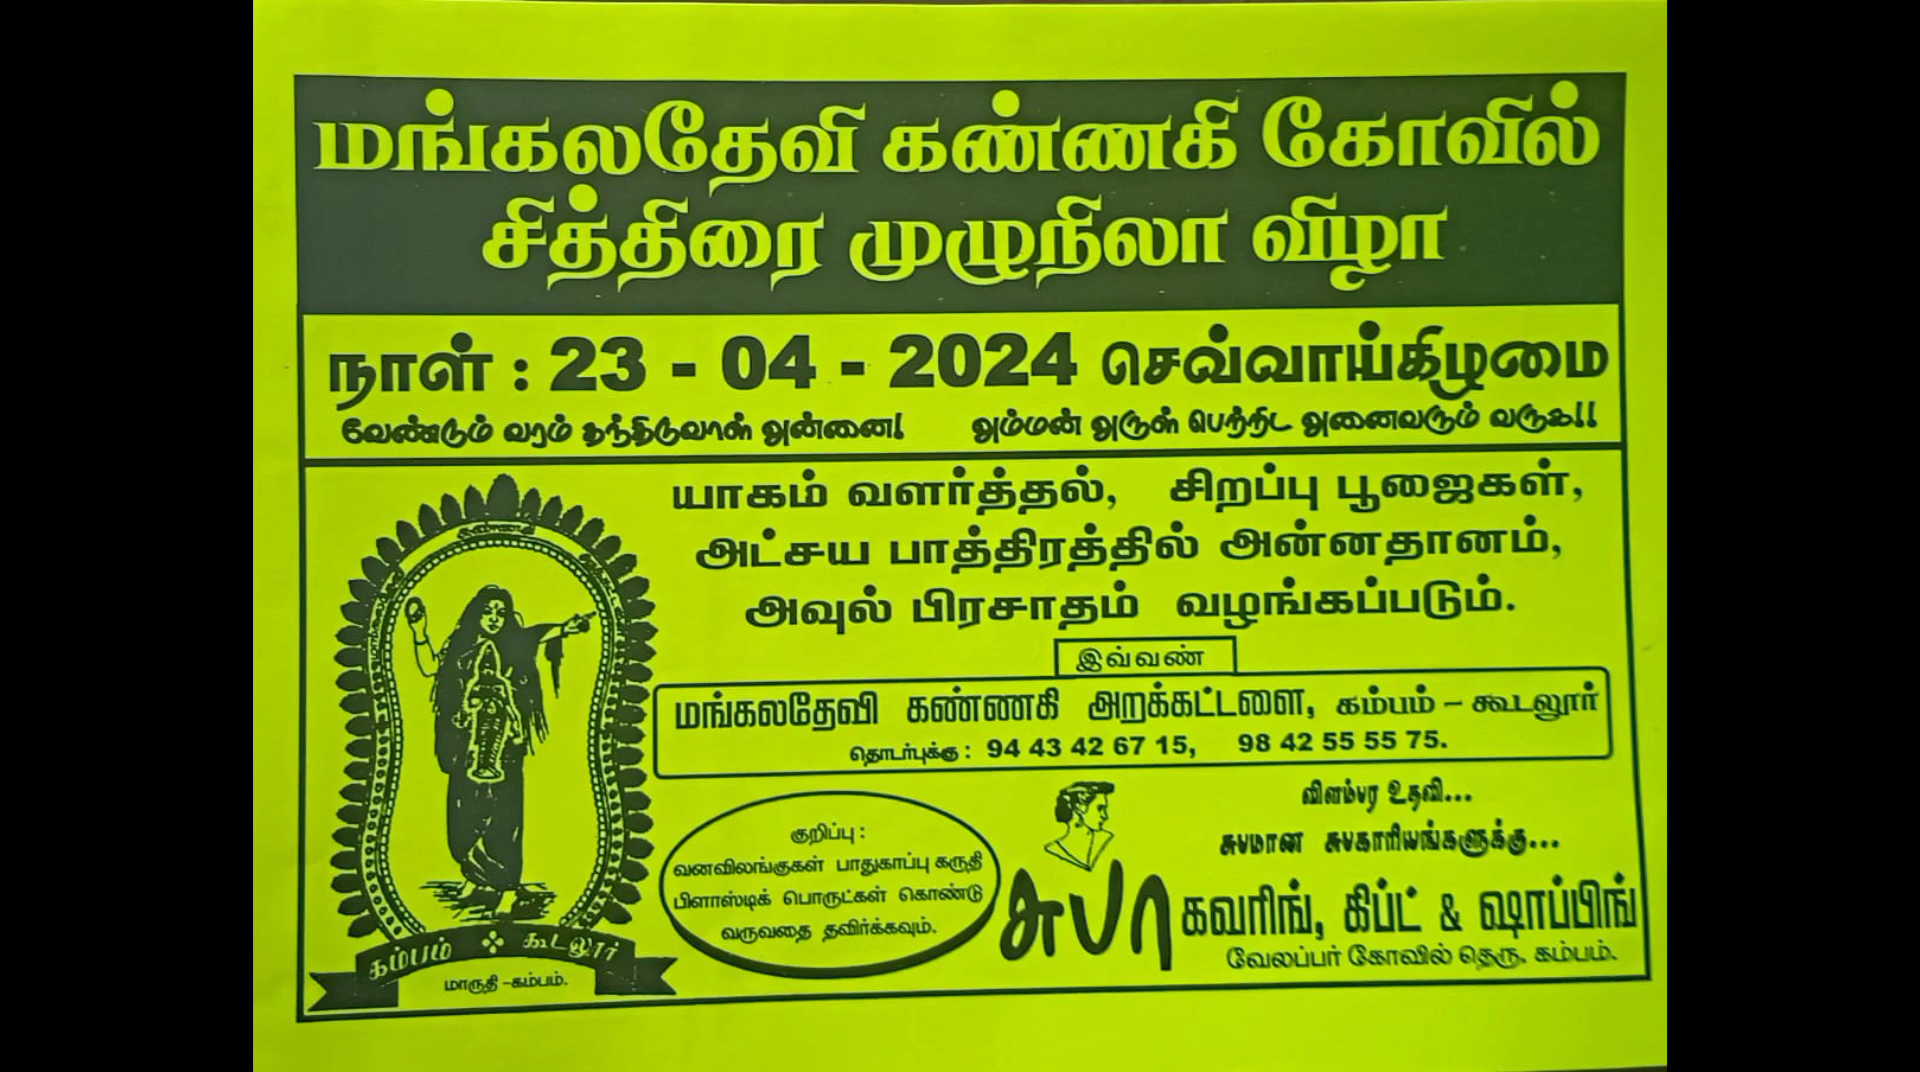 மங்கலதேவி கண்ணகி கோவில்
சித்திரை முழுநிலா விழா
நாள் : 23 - 04 - 2024 செவ்வாய்கிழமை
வேண்டும் வரம் தந்திடுவாள் அன்னை! அம்மன் அருள் பெற்றிட அனைவரும் வருக!!
யாகம் வளர்த்தல், சிறப்பு பூஜைகள்,
அட்சய பாத்திரத்தில் அன்னதானம்,
அவுல் பிரசாதம் வழங்கப்படும்.
இவ்வண்
மங்கலதேவி கண்ணகி அறக்கட்டளை, கம்பம் – கூடலூர்
தொடர்புக்கு : 94 43 42 67 15, 98 42 55 55 75.
கம்பம் கூடலூர்
மாருதி -கம்பம்.
குறிப்பு :
வனவிலங்குகள் பாதுகாப்பு கருதி
பிளாஸ்டிக் பொருட்கள் கொண்டு
வருவதை தவிர்க்கவும்.
விளம்பர உதவி...
சுபமான சுபகாரியங்களுக்கு...
சுபா கவரிங், கிப்ட் & ஷாப்பிங்
வேலப்பர் கோவில் தெரு, கம்பம்.